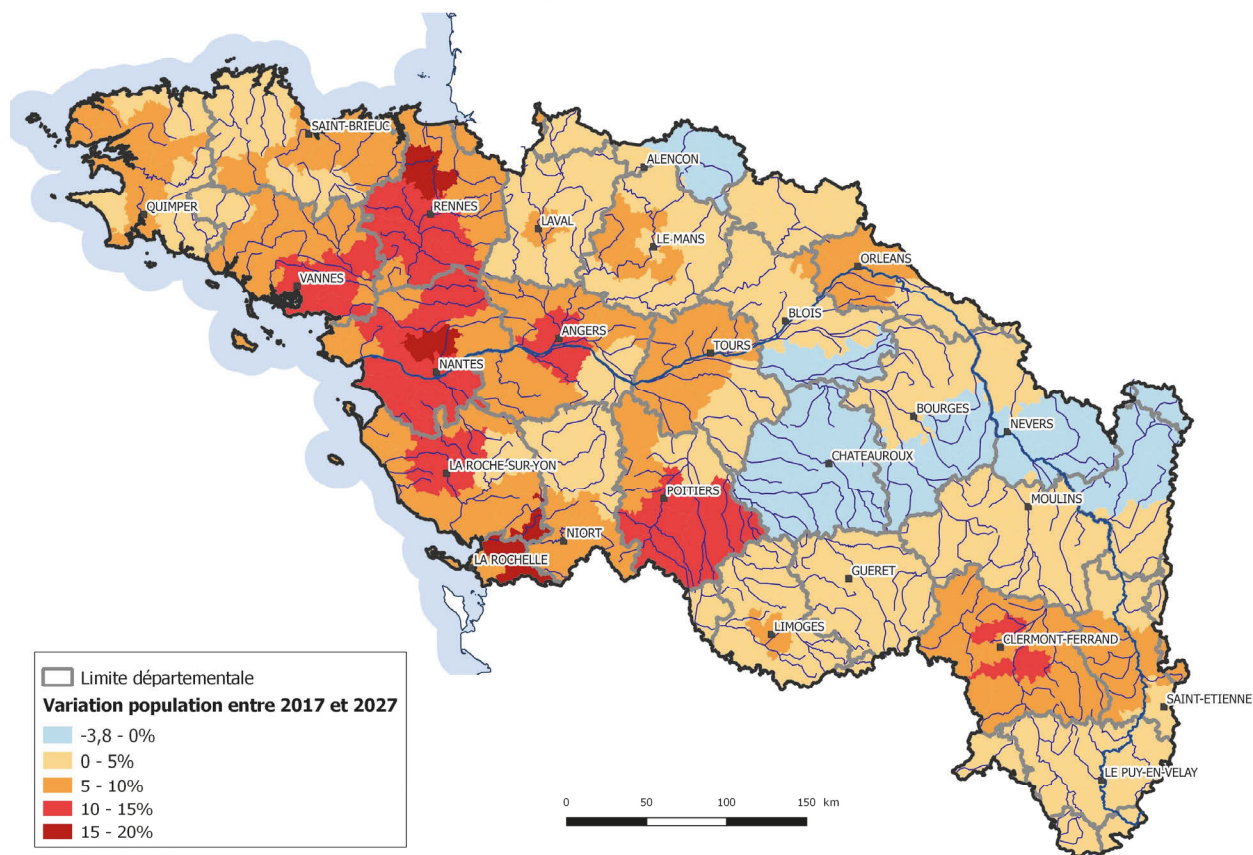 SAINT-BRIEUC
ALENCON
QUIMPER
RENNES
LAVAL
LE MANS
ORLEANS
VANNES
BLOIS
ANGERS
TOURS
NANTES
BOURGES
NEVERS
CHATEAUROUX
LA ROCHE-SUR-YON
POITIERS
MOULINS
NIORT
LA ROCHELLE
GUERET
LIMOGES
CLERMONT-FERRAND
SAINT-ETIENNE
LE PUY-EN-VELAY
Limite départementale
Variation population entre 2017 et 2027
-3,8 - 0%
0 - 5%
5 - 10%
10 - 15%
15 - 20%
0 50 100 150 km